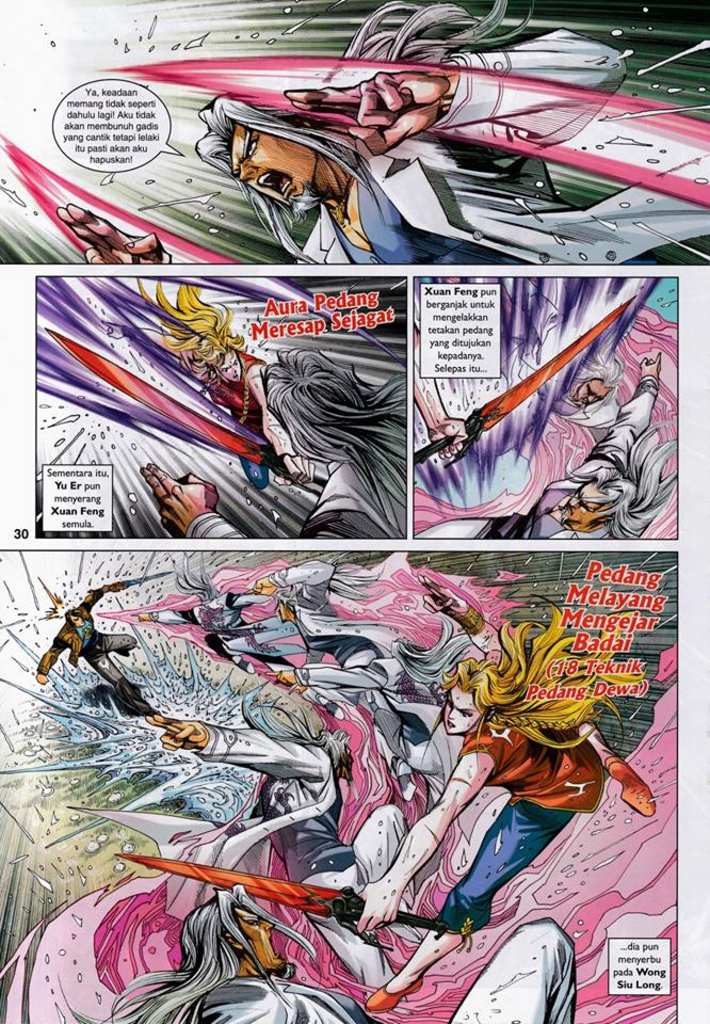 Ya, keadaan
memang tidak seperti
dahulu lagi! Aku tidak
akan membunuh gadis
yang cantik tetapi lelaki
itu pasti akan aku
hapuskan!
Aura Pedang
Meresap Sejagat
Sementara itu,
Yu Er pun
menyerang
Xuan Feng
semula.
Xuan Feng pun
berganjak untuk
mengelakkan
tetakan pedang
yang ditujukan
kepadanya.
Selepas itu...
30
Pedang
Melayang
Mengejar
Badai
(18 Teknik
Pedang Dewa)
...dia pun
menyerbu
pada Wong
Siu Long.